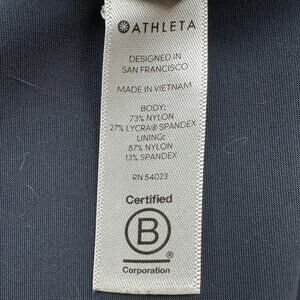 ATHLETA
DESIGNED IN
SAN FRANCISCO
MADE IN VIETNAM
BODY:
73% NYLON
27% LYCRA® SPANDEX
LINING:
87% NYLON
13% SPANDEX
RN 54023
Certified
B
®
Corporation